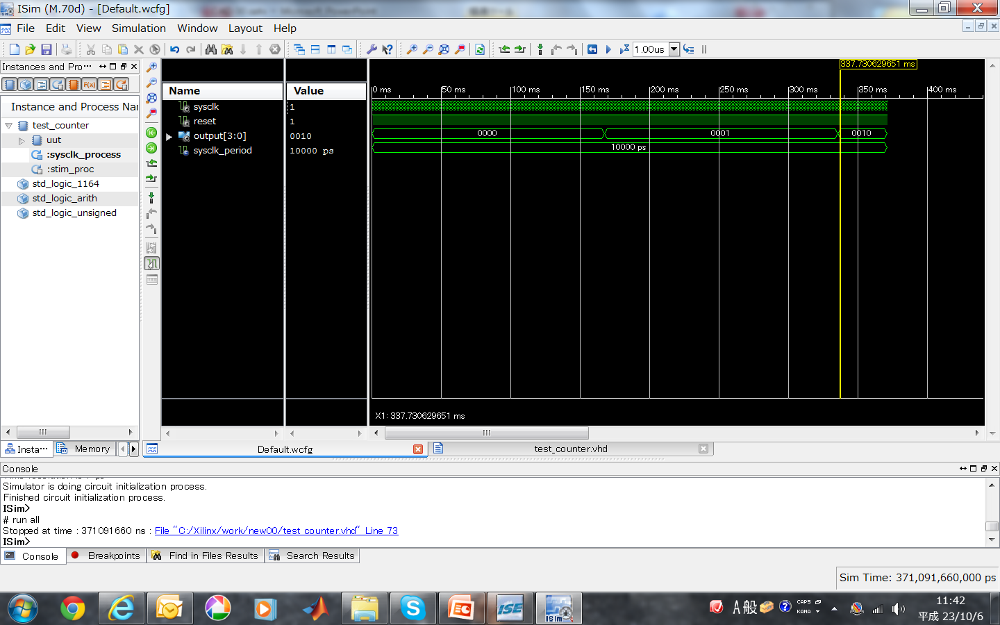 ISim (M.70d) - [Default.wcfg]
File Edit View Simulation Window Layout Help
1.00us
Instances and Pro···
Instance and Process Nar
test_counter
uut
:sysclk_process
:stim_proc
std_logic_1164
std_logic_arith
std_logic_unsigned
Insta···
Memory
Name
Value
sysclk
1
reset
1
output[3:0]
0010
sysclk_period
10000 ps
337.730629651 ms
0 ms
50 ms
100 ms
150 ms
200 ms
250 ms
300 ms
350 ms
400 ms
0000
0001
0010
10000 ps
X1: 337.730629651 ms
Default.wcfg
test_counter.vhd
Console
Simulator is doing circuit initialization process.
Finished circuit initialization process.
ISim>
# run all
Stopped at time : 371091660 ns : File "C:/Xilinx/work/new00/test_counter.vhd" Line 73
ISim>
Console
Breakpoints
Find in Files Results
Search Results
Sim Time: 371,091,660,000 ps
ISE
ISim
A 般
CAPS
KANA
11:42
平成 23/10/6